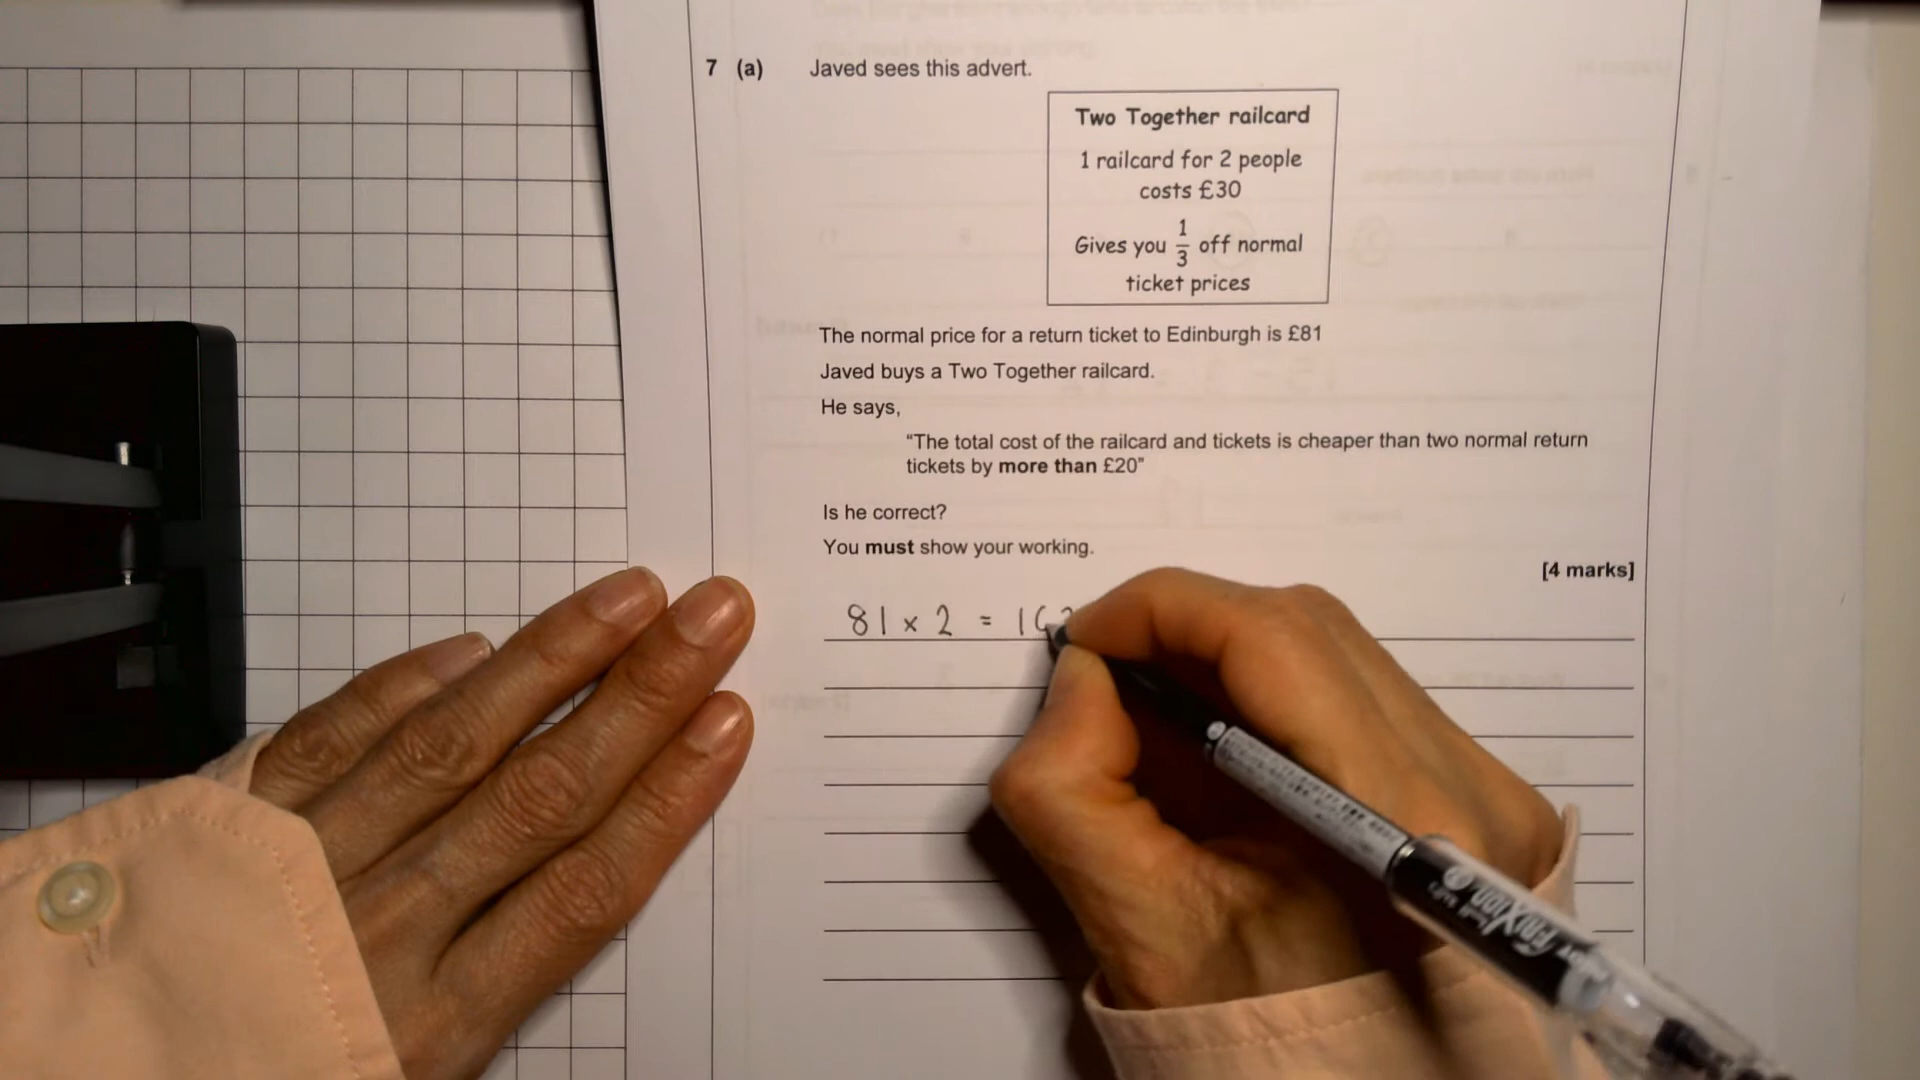 7 (a) Javed sees this advert.
Two Together railcard
1 railcard for 2 people
costs £30
Gives you 1/3 off normal
ticket prices
The normal price for a return ticket to Edinburgh is £81
Javed buys a Two Together railcard.
He says,
“The total cost of the railcard and tickets is cheaper than two normal return
tickets by more than £20”
Is he correct?
You must show your working.
[4 marks]
81 × 2 = 162